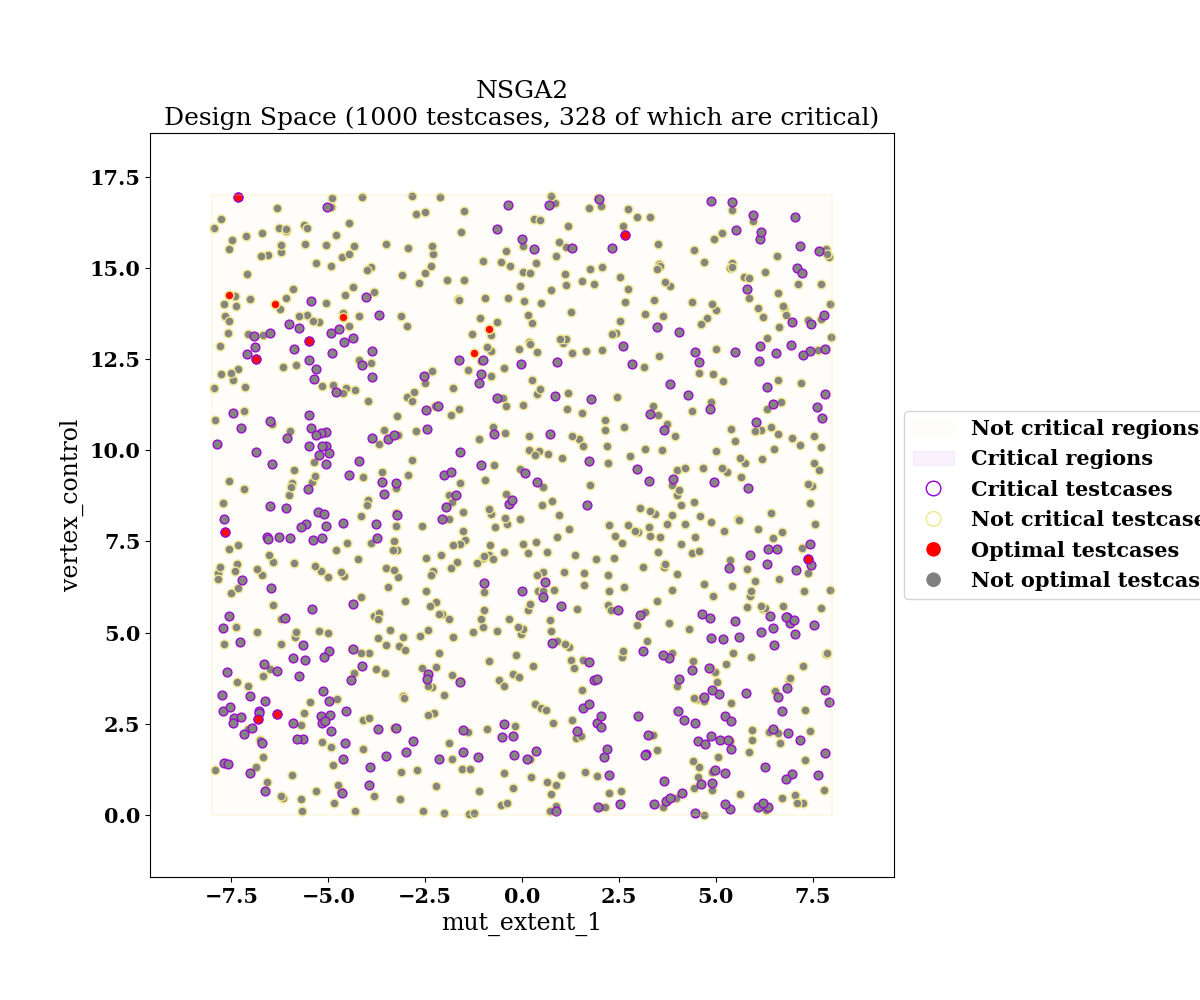 NSGA2
Design Space (1000 testcases, 328 of which are critical)
17.5
15.0
12.5
10.0
7.5
5.0
2.5
0.0
vertex_control
−7.5
−5.0
−2.5
0.0
2.5
5.0
7.5
mut_extent_1
Not critical regions
Critical regions
Critical testcases
Not critical testcase
Optimal testcases
Not optimal testcas